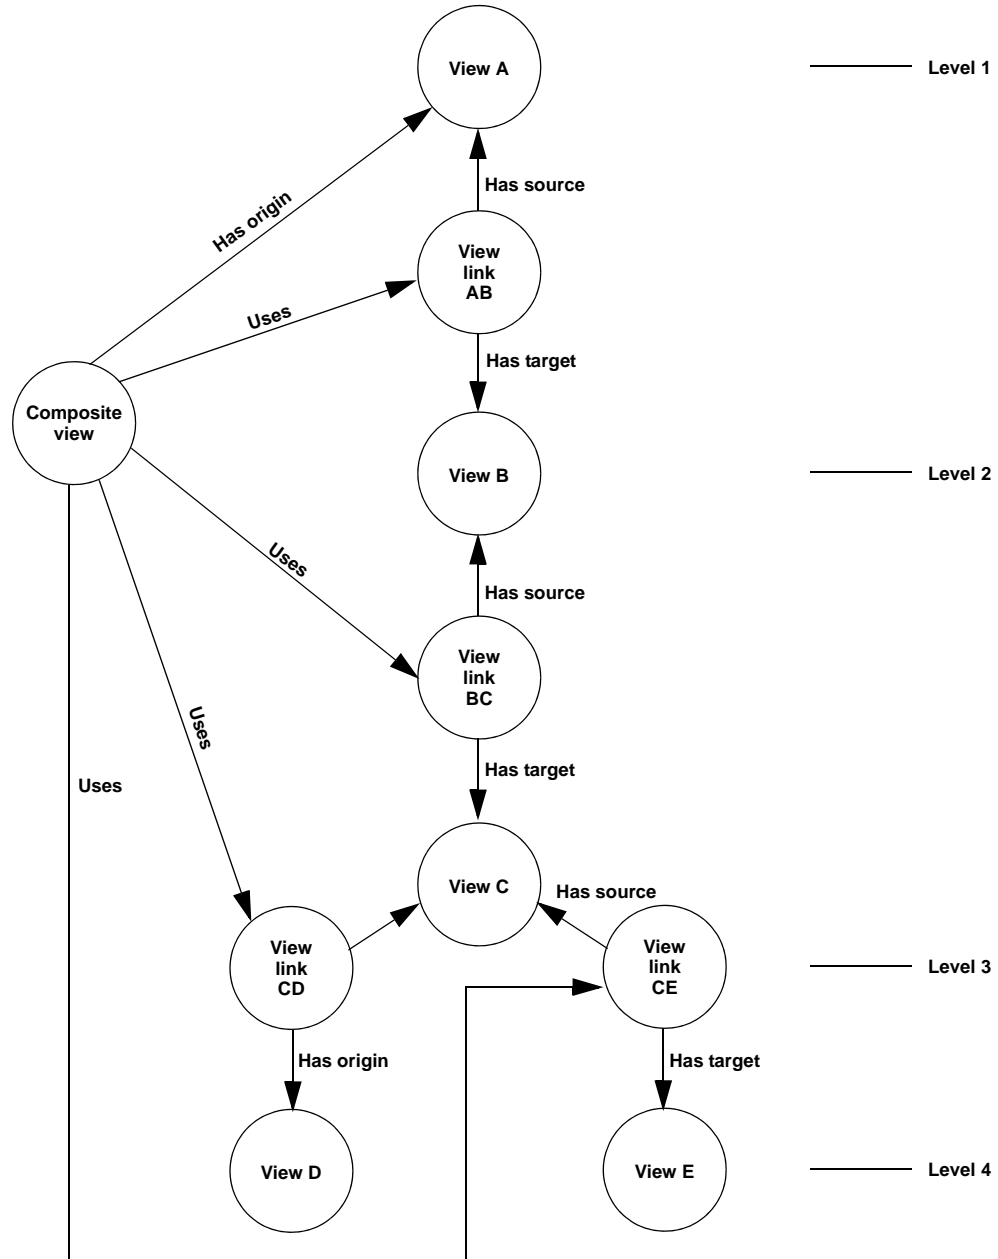 View A
Level 1
Has source
Has origin
View
link
AB
Uses
Has target
Composite
view
View B
Level 2
Uses
Has source
View
link
BC
Uses
Has target
Uses
View C
Has source
View
link
CD
View
link
CE
Level 3
Has origin
Has target
View D
View E
Level 4